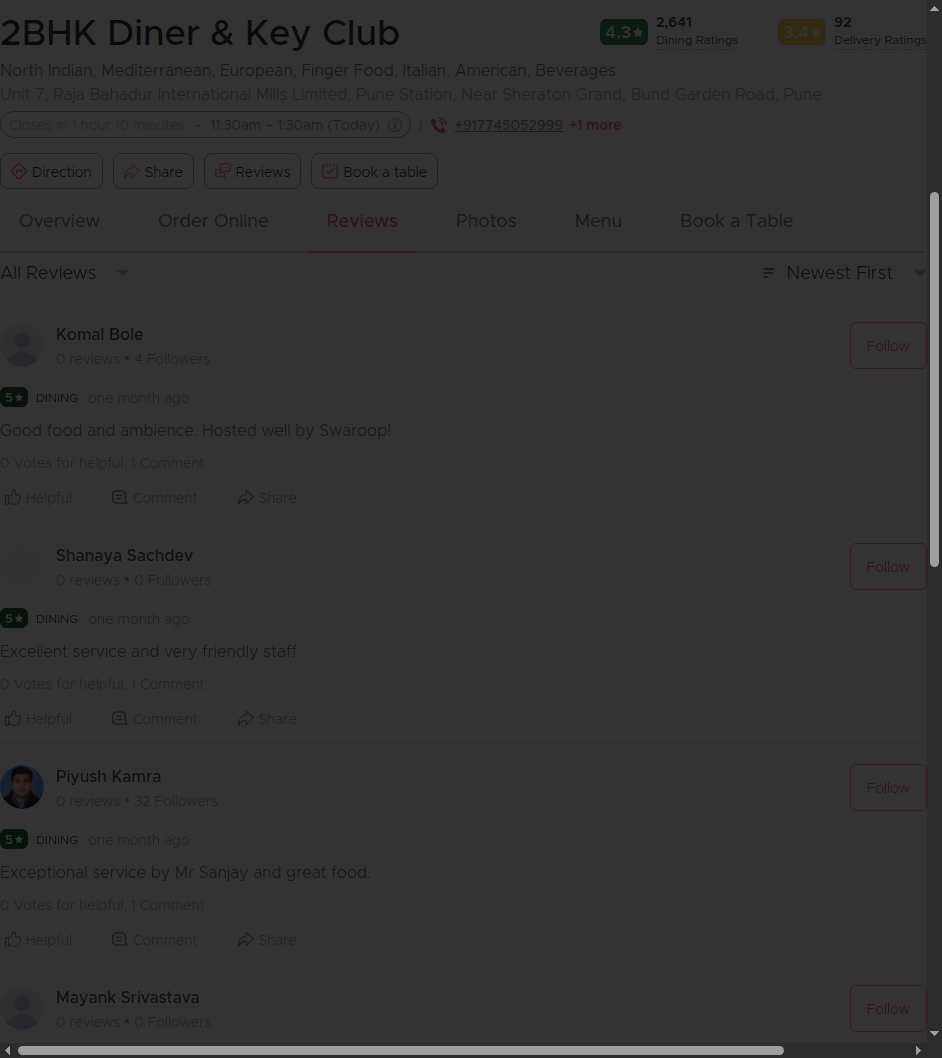 2BHK Diner & Key Club
4.3 2,641 Dining Ratings
3.4 92 Delivery Ratings
North Indian, Mediterranean, European, Finger Food, Italian, American, Beverages
Unit 7, Raja Bahadur International Mills Limited, Pune Station, Near Sheraton Grand, Bund Garden Road, Pune
Closes in 1 hour 10 minutes - 11:30am – 1:30am (Today) | +917745052999 +1 more
Direction Share Reviews Book a table
Overview Order Online Reviews Photos Menu Book a Table
All Reviews Newest First
Komal Bole
0 reviews • 4 Followers
Follow
5 DINING one month ago
Good food and ambience. Hosted well by Swaroop!
0 Votes for helpful, 1 Comment
Helpful Comment Share
Shanaya Sachdev
0 reviews • 0 Followers
Follow
5 DINING one month ago
Excellent service and very friendly staff
0 Votes for helpful, 1 Comment
Helpful Comment Share
Piyush Kamra
0 reviews • 32 Followers
Follow
5 DINING one month ago
Exceptional service by Mr Sanjay and great food.
0 Votes for helpful, 1 Comment
Helpful Comment Share
Mayank Srivastava
0 reviews • 0 Followers
Follow